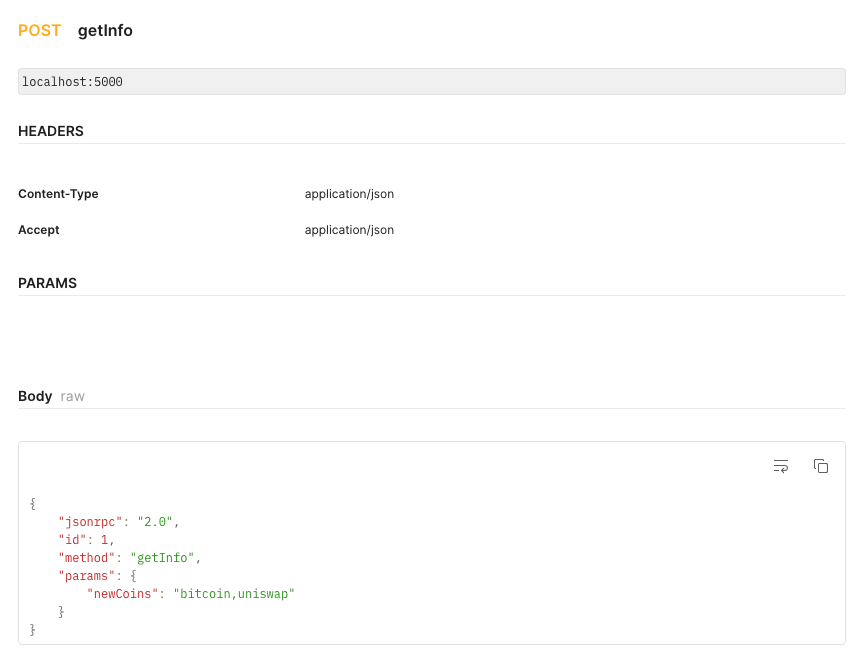 POST getInfo
localhost:5000
HEADERS
Content-Type application/json
Accept application/json
PARAMS
Body raw
{
    "jsonrpc": "2.0",
    "id": 1,
    "method": "getInfo",
    "params": {
        "newCoins": "bitcoin,uniswap"
    }
}